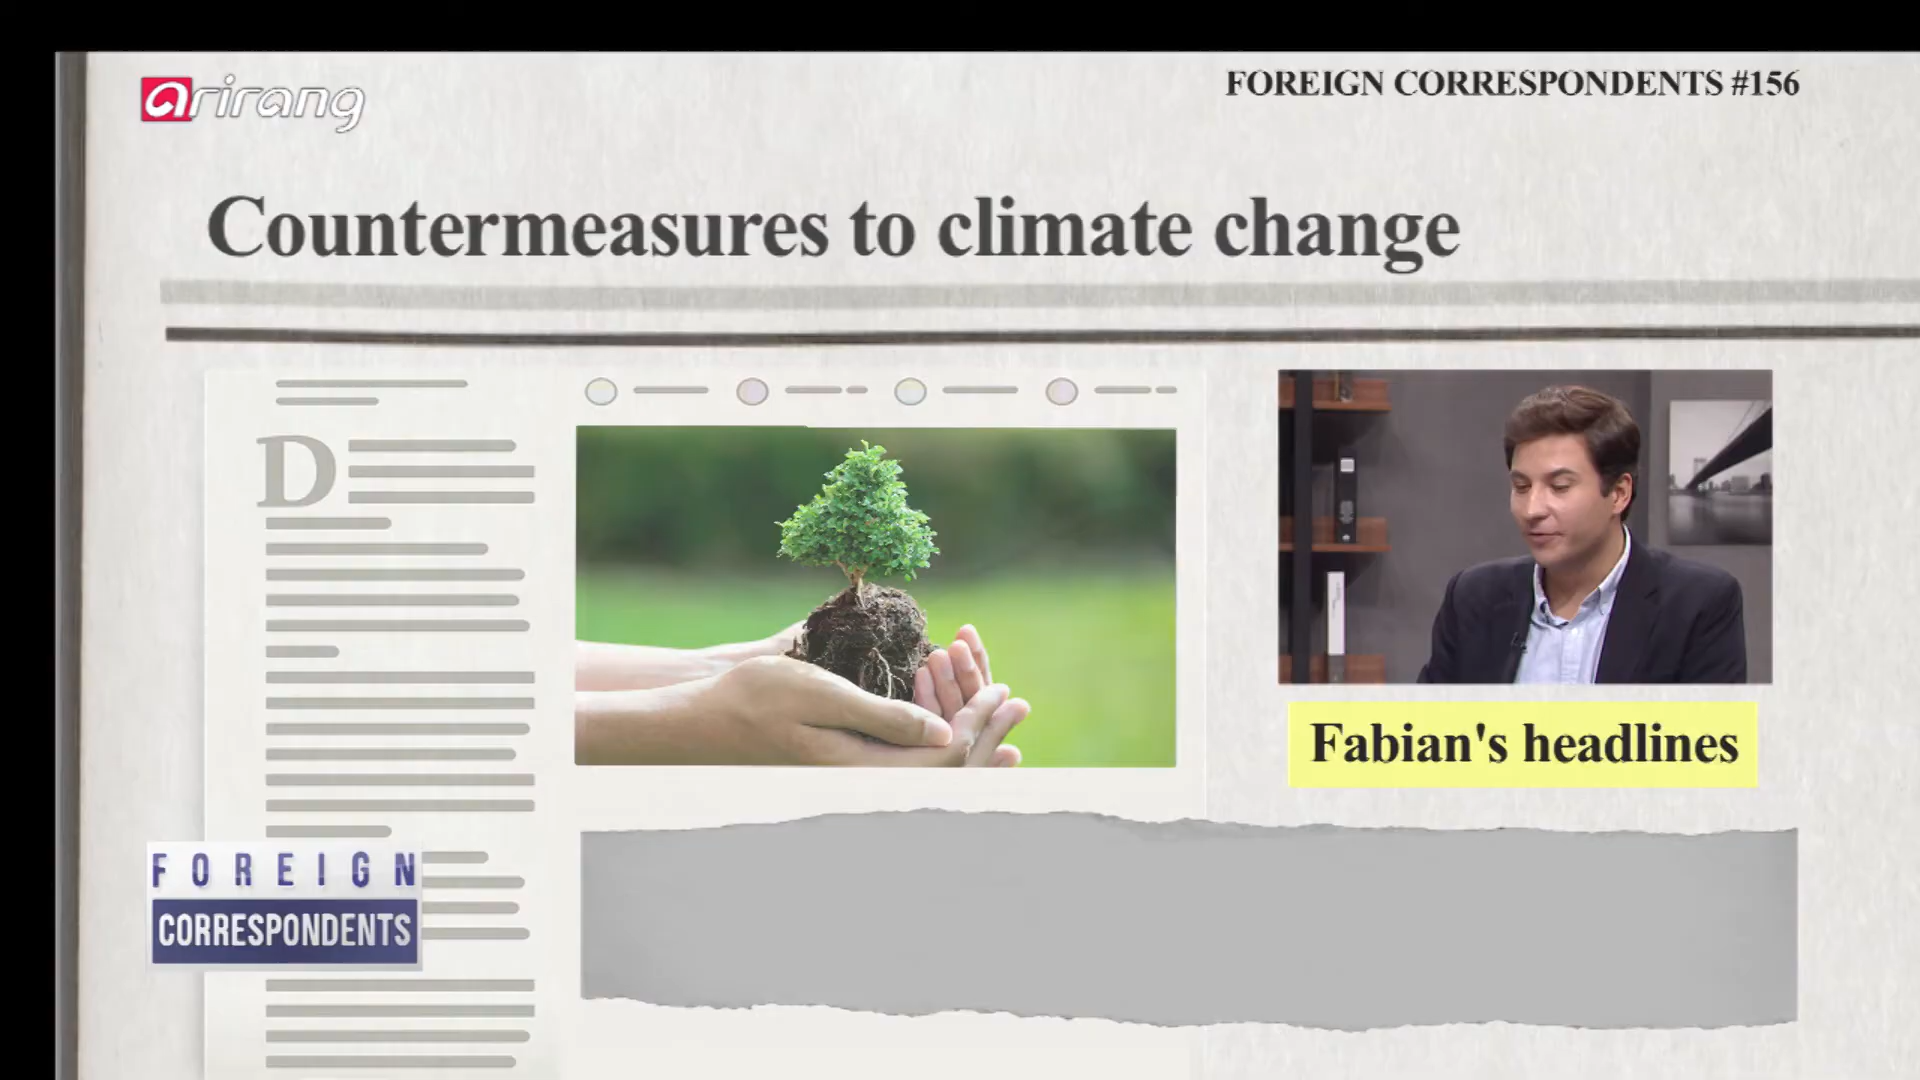 arirang
FOREIGN CORRESPONDENTS #156
Countermeasures to climate change
D
Fabian's headlines
FOREIGN
CORRESPONDENTS